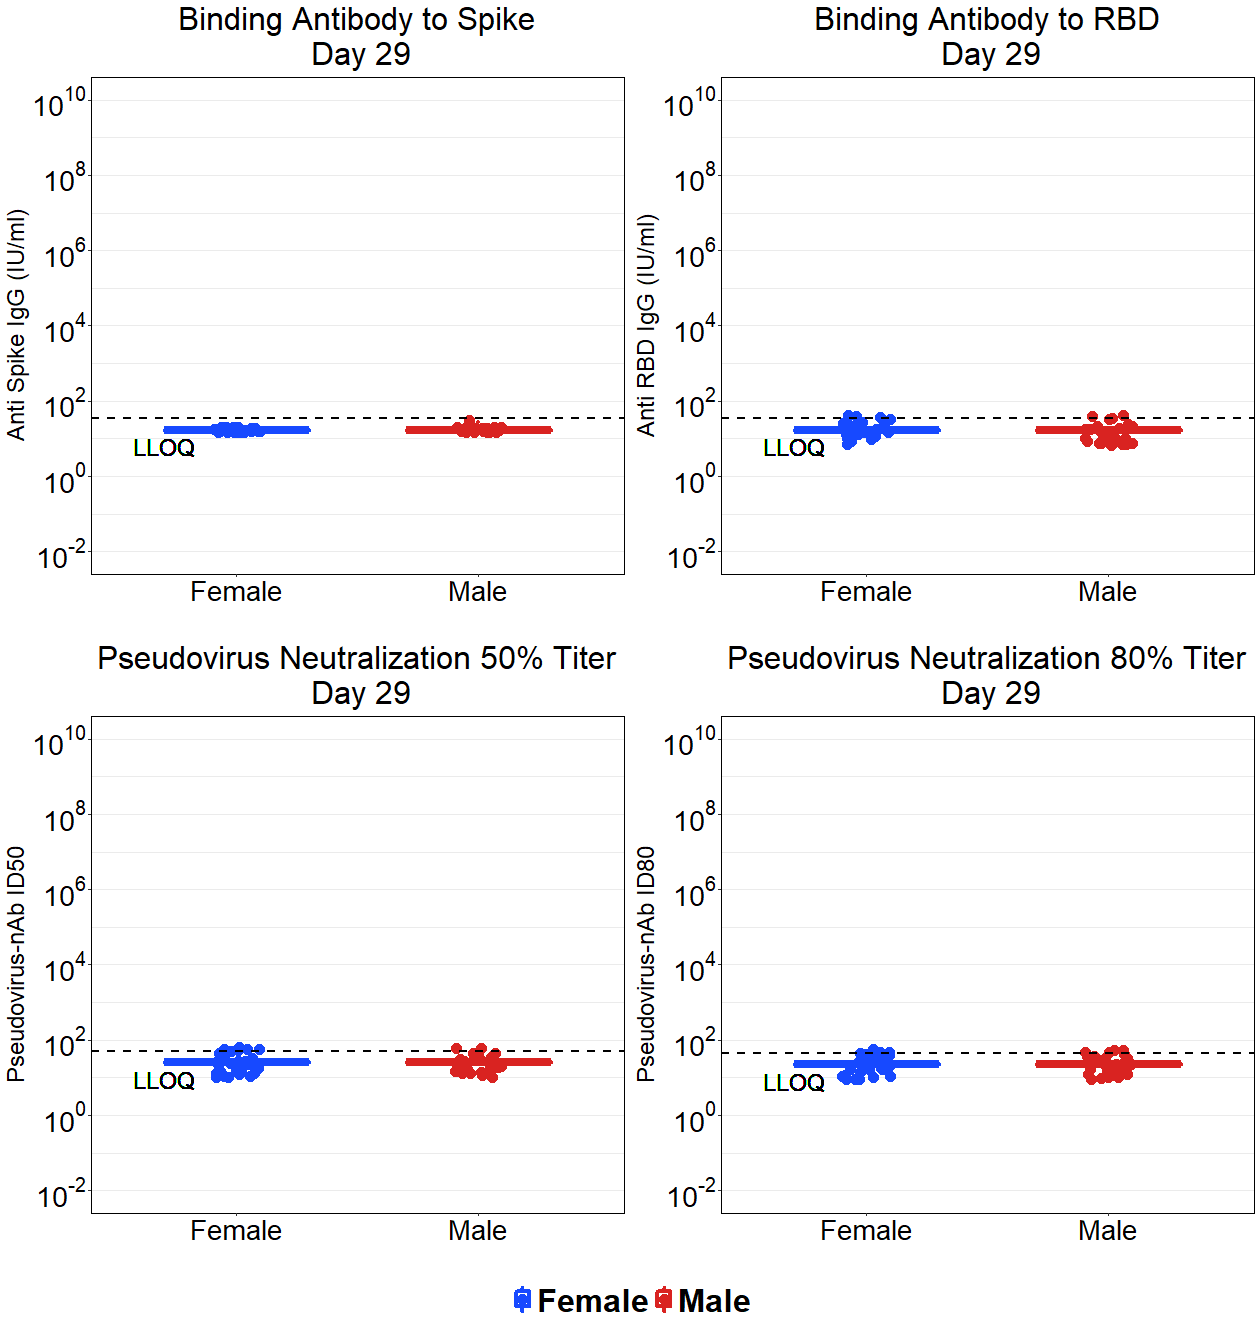 Binding Antibody to Spike
Day 29
Anti Spike IgG (IU/ml)
10^10
10^8
10^6
10^4
10^2
10^0
10^-2
LLOQ
Female Male
Binding Antibody to RBD
Day 29
Anti RBD IgG (IU/ml)
10^10
10^8
10^6
10^4
10^2
10^0
10^-2
LLOQ
Female Male
Pseudovirus Neutralization 50% Titer
Day 29
Pseudovirus-nAb ID50
10^10
10^8
10^6
10^4
10^2
10^0
10^-2
LLOQ
Female Male
Pseudovirus Neutralization 80% Titer
Day 29
Pseudovirus-nAb ID80
10^10
10^8
10^6
10^4
10^2
10^0
10^-2
LLOQ
Female Male
Female Male